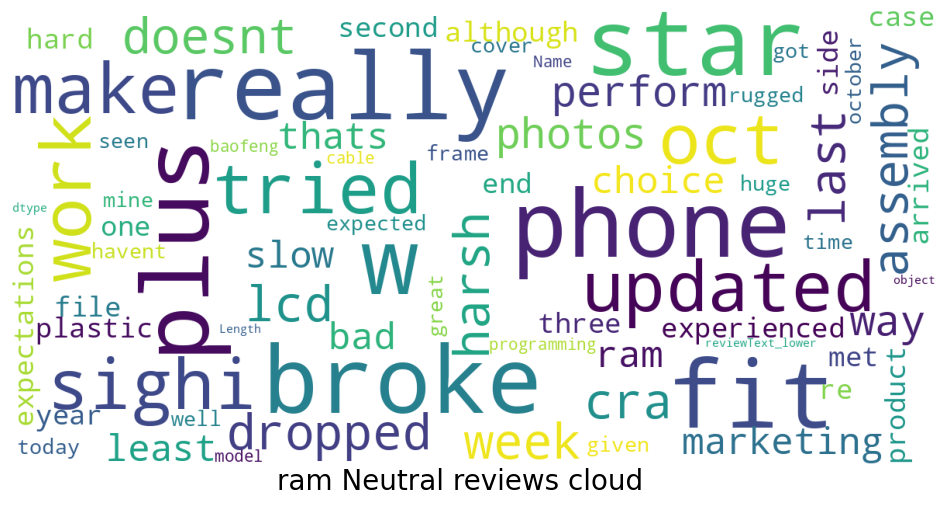 hard
doesnt
second
although
star
case
cover
Name
got
make
really
perform
rugged
side
october
assembly
work
seen
plus
baofeng
thats
cable
frame
photos
oct
last
arrived
dtype
mine
one
havent
tried
expected
end
choice
huge
time
expectations
slow
w
harsh
phone
object
file
plastic
lcd
Length
bad
great
three
updated
experienced
way
programming
reviewText_lower
sighi
broke
ram
fit
met
re
product
year
well
dropped
cra
today
least
model
week
given
marketing
ram Neutral reviews cloud